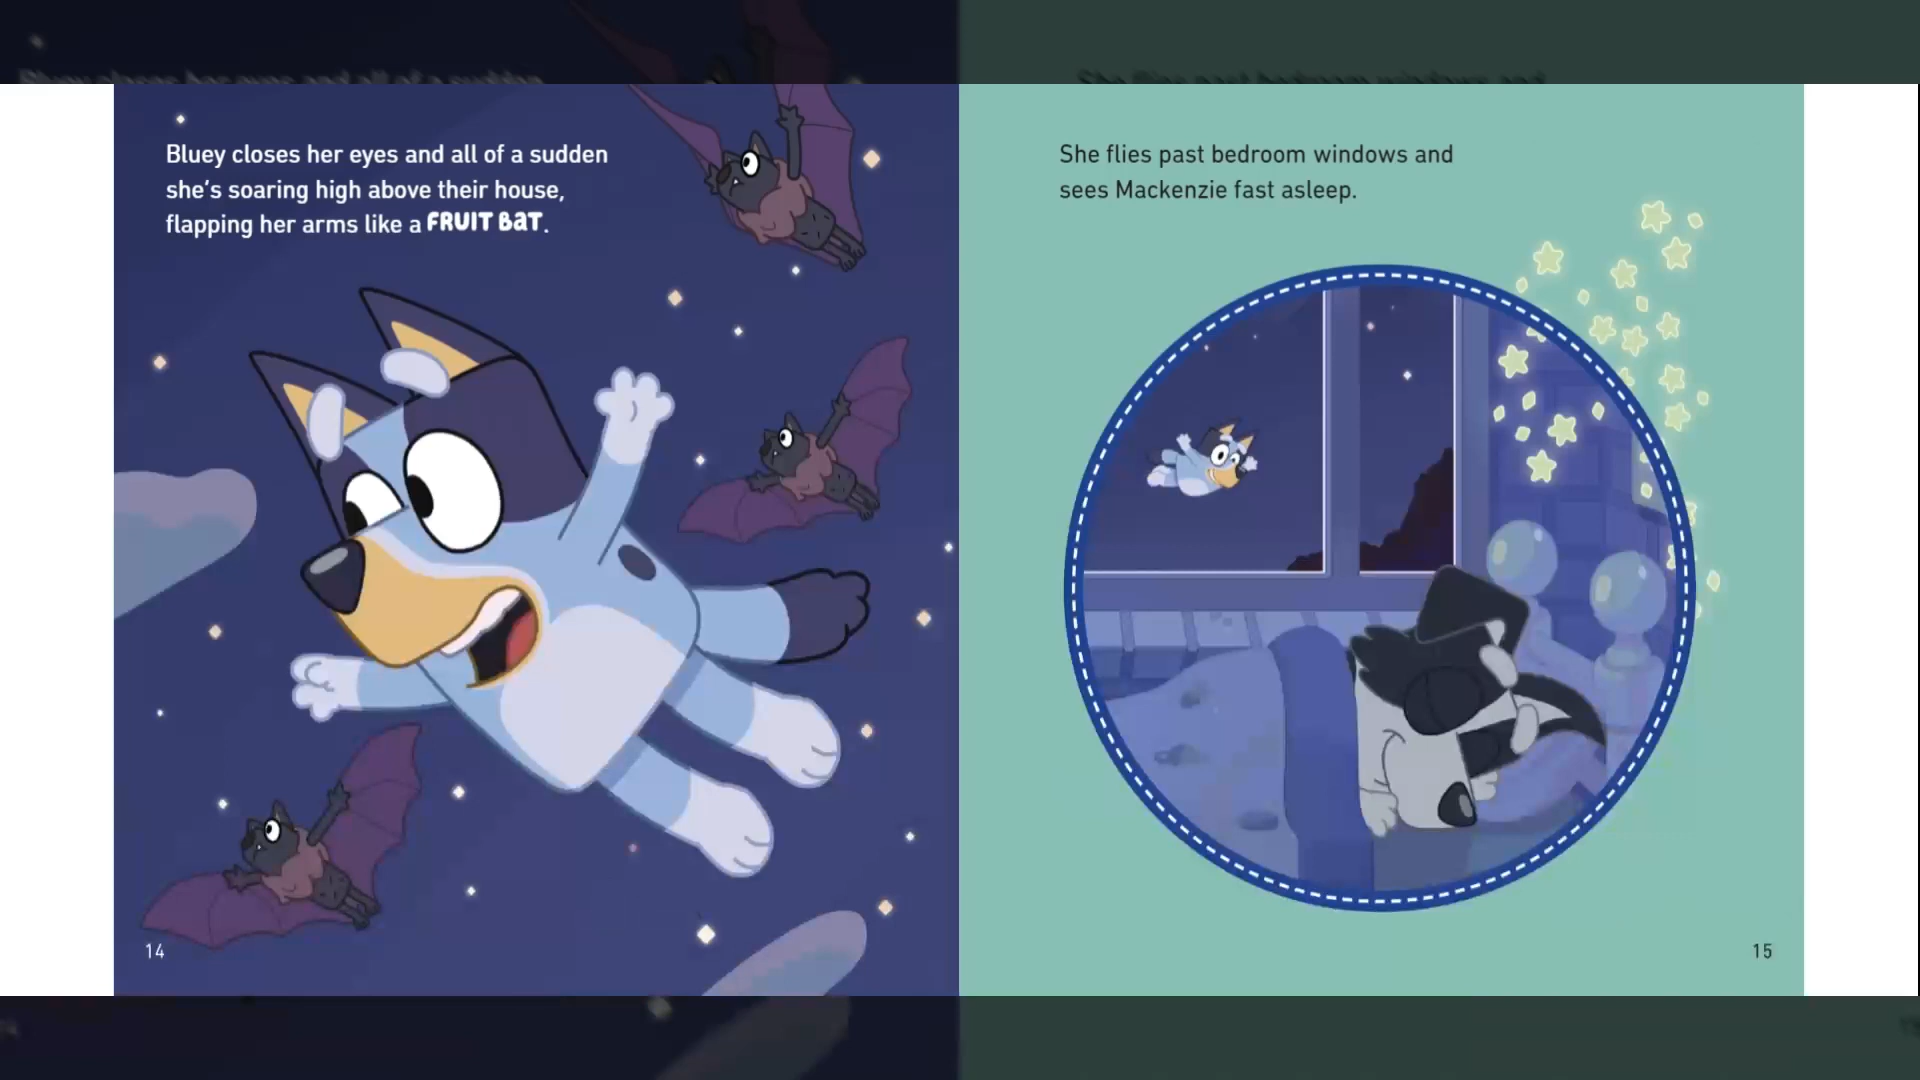 Bluey closes her eyes and all of a sudden
she's soaring high above their house,
flapping her arms like a FRUIT BAT.
14
She flies past bedroom windows and
sees Mackenzie fast asleep.
15